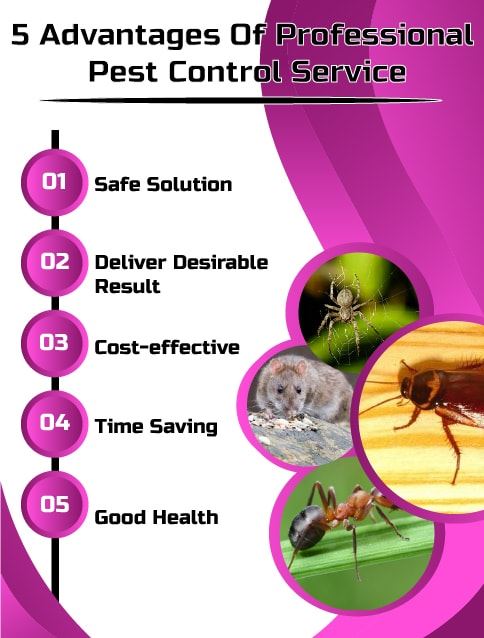 5 Advantages Of Professional
Pest Control Service
01
Safe Solution
02
Deliver Desirable
Result
03
Cost-effective
04
Time Saving
05
Good Health